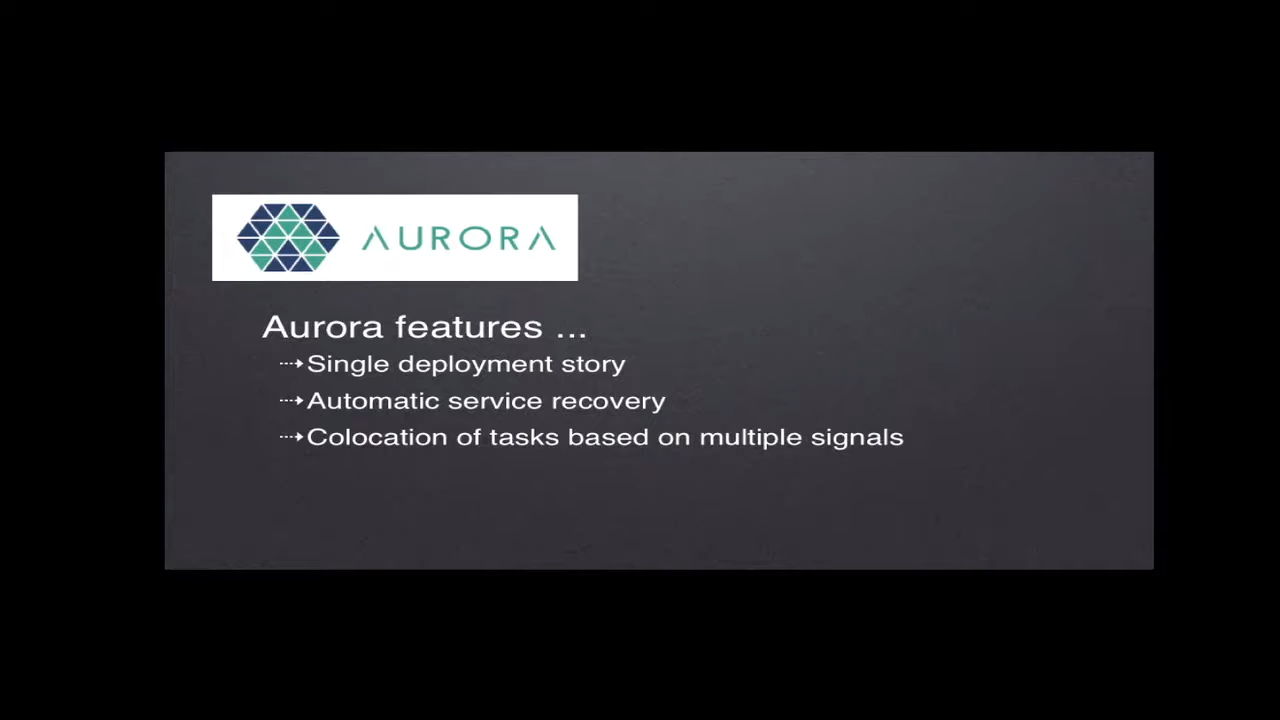 AURORA
Aurora features ...
Single deployment story
Automatic service recovery
Colocation of tasks based on multiple signals